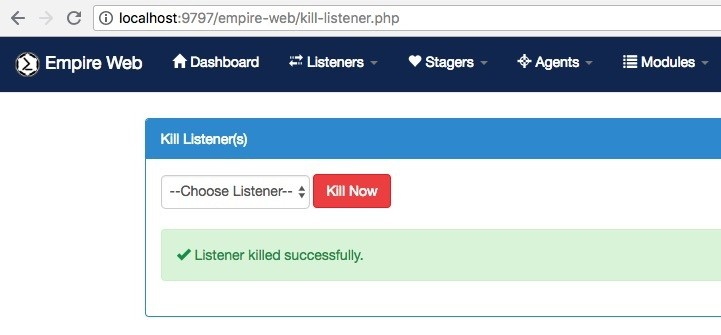 localhost:9797/empire-web/kill-listener.php
Empire Web Dashboard Listeners Stagers Agents Modules
Kill Listener(s)
--Choose Listener-- Kill Now
Listener killed successfully.